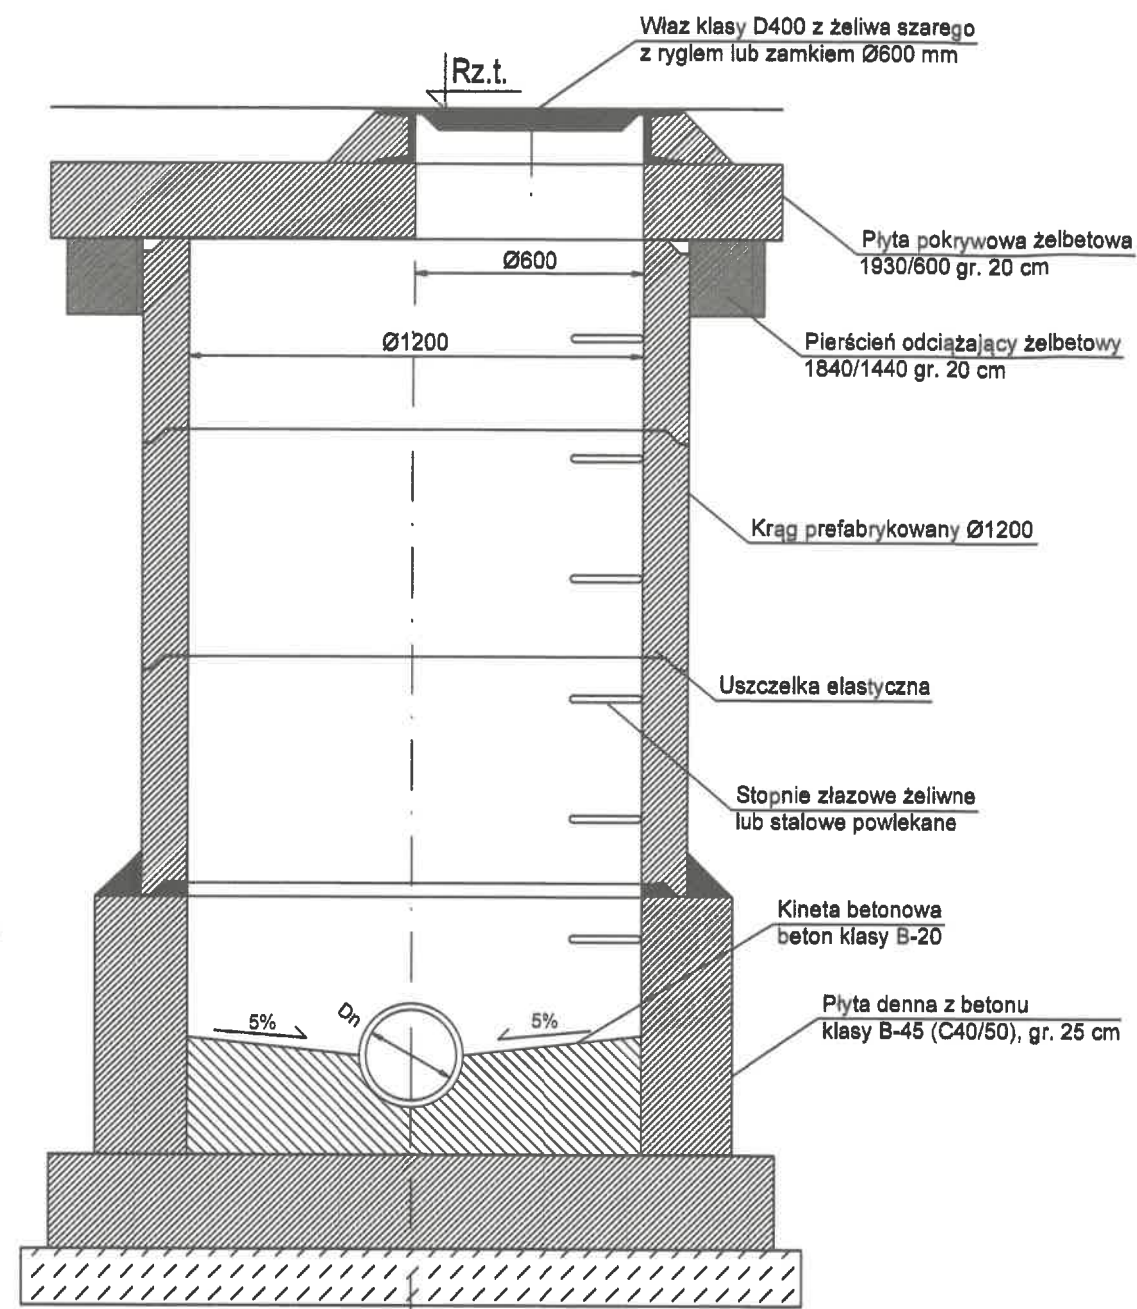 Właz klasy D400 z żeliwa szarego
z ryglem lub zamkiem Ø600 mm
Rz.t.
Płyta pokrywowa żelbetowa
1930/600 gr. 20 cm
Ø600
Pierścień odciążający żelbetowy
1840/1440 gr. 20 cm
Ø1200
Krąg prefabrykowany Ø1200
Uszczelka elastyczna
Stopnie złazowe żeliwne
lub stalowe powlekane
Kineta betonowa
beton klasy B-20
Płyta denna z betonu
klasy B-45 (C40/50), gr. 25 cm
5%
Dn
5%